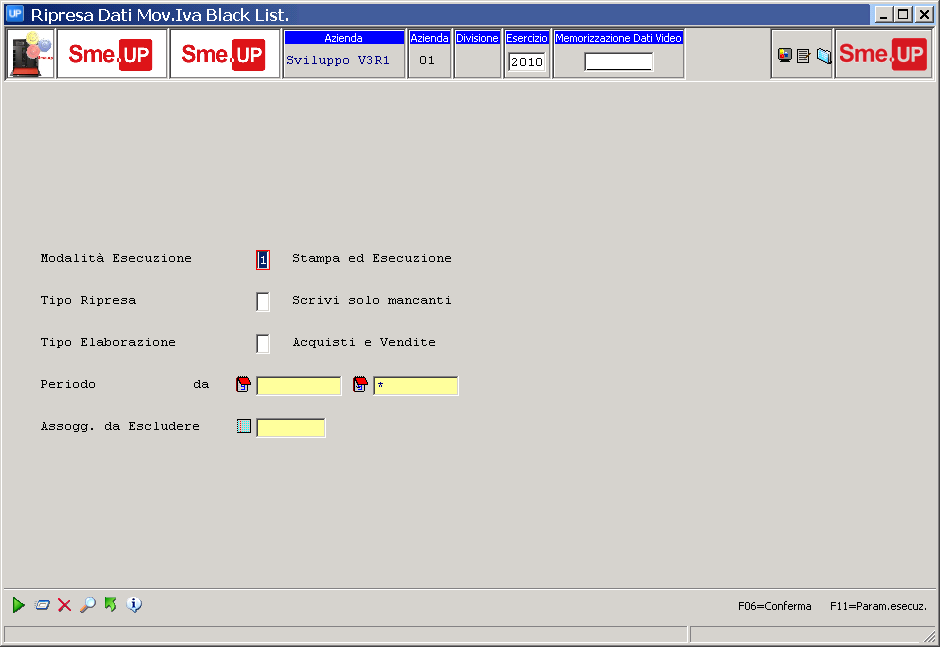 UP Ripresa Dati Mov.Iva Black List.
Sme.UP Sme.UP Azienda Azienda Divisione Esercizio Memorizzazione Dati Video Sme.UP
Sviluppo V3R1 01 2010
Modalità Esecuzione 1 Stampa ed Esecuzione
Tipo Ripresa Scrivi solo mancanti
Tipo Elaborazione Acquisti e Vendite
Periodo da *
Assogg. da Escludere
F06=Conferma F11=Param.esecuz.